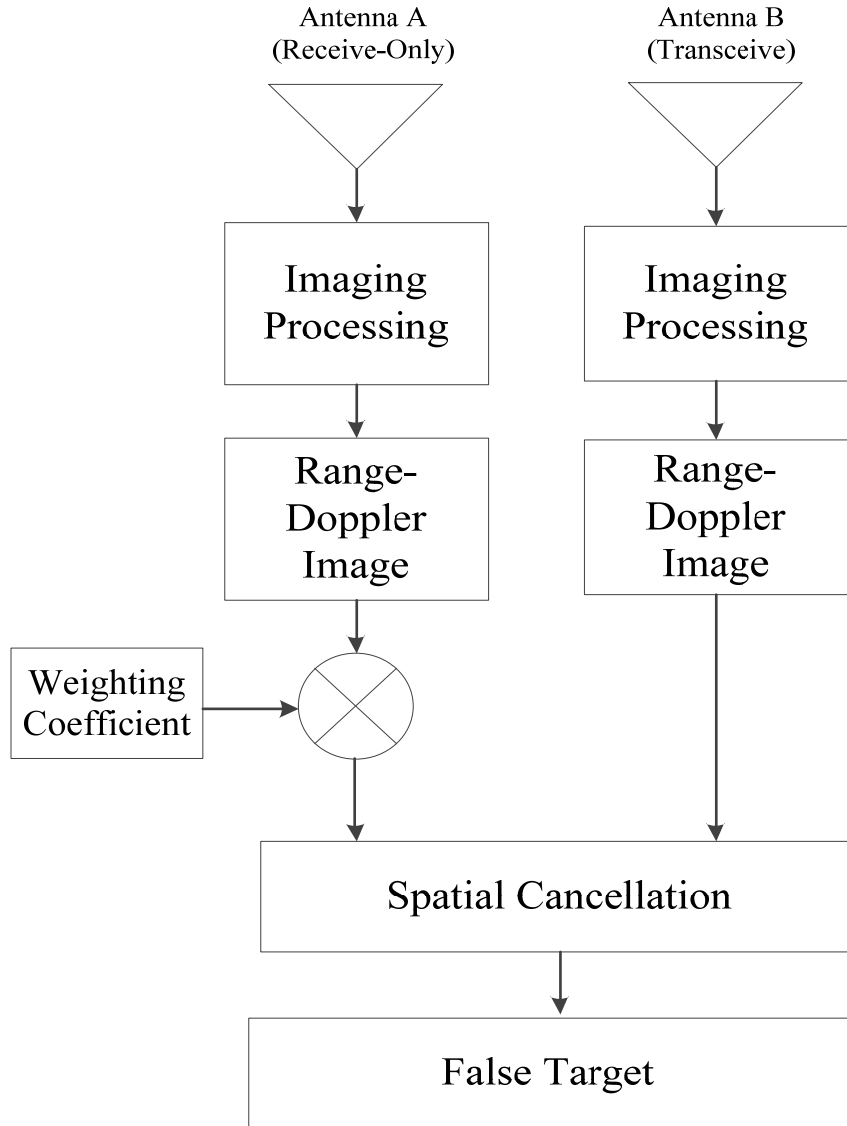 Antenna A
(Receive-Only)
Antenna B
(Transceive)
Imaging
Processing
Imaging
Processing
Range-
Doppler
Image
Range-
Doppler
Image
Weighting
Coefficient
Spatial Cancellation
False Target